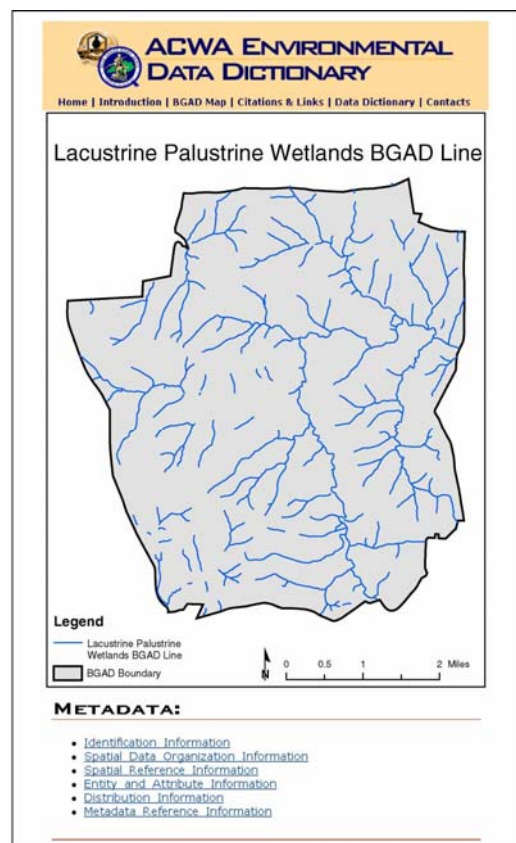 ACWA ENVIRONMENTAL
DATA DICTIONARY
Home | Introduction | BGAD Map | Citations & Links | Data Dictionary | Contacts
Lacustrine Palustrine Wetlands BGAD Line
Legend
Lacustrine Palustrine
Wetlands BGAD Line
BGAD Boundary
N
0 0.5 1 2 Miles
METADATA:
• Identification Information
• Spatial Data Organization Information
• Spatial Reference Information
• Entity and Attribute Information
• Distribution Information
• Metadata Reference Information